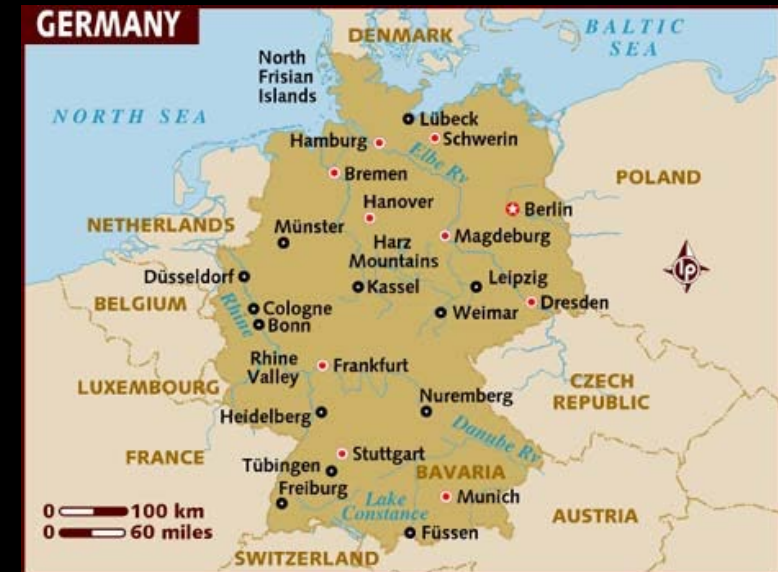 GERMANY
DENMARK
BALTIC
SEA
North
Frisian
Islands
NORTH SEA
Lübeck
Schwerin
Hamburg
Elbe Rv
Bremen
POLAND
Hanover
Berlin
NETHERLANDS
Münster
Magdeburg
Harz
Mountains
Düsseldorf
Kassel
Leipzig
lp
BELGIUM
Dresden
Cologne
Weimar
Rhine
Bonn
Rhine
Valley
Frankfurt
LUXEMBOURG
CZECH
REPUBLIC
Nuremberg
Heidelberg
Danube Rv
FRANCE
Stuttgart
Tübingen
BAVARIA
Freiburg
Munich
Lake
Constance
0 100 km
0 60 miles
AUSTRIA
Füssen
SWITZERLAND